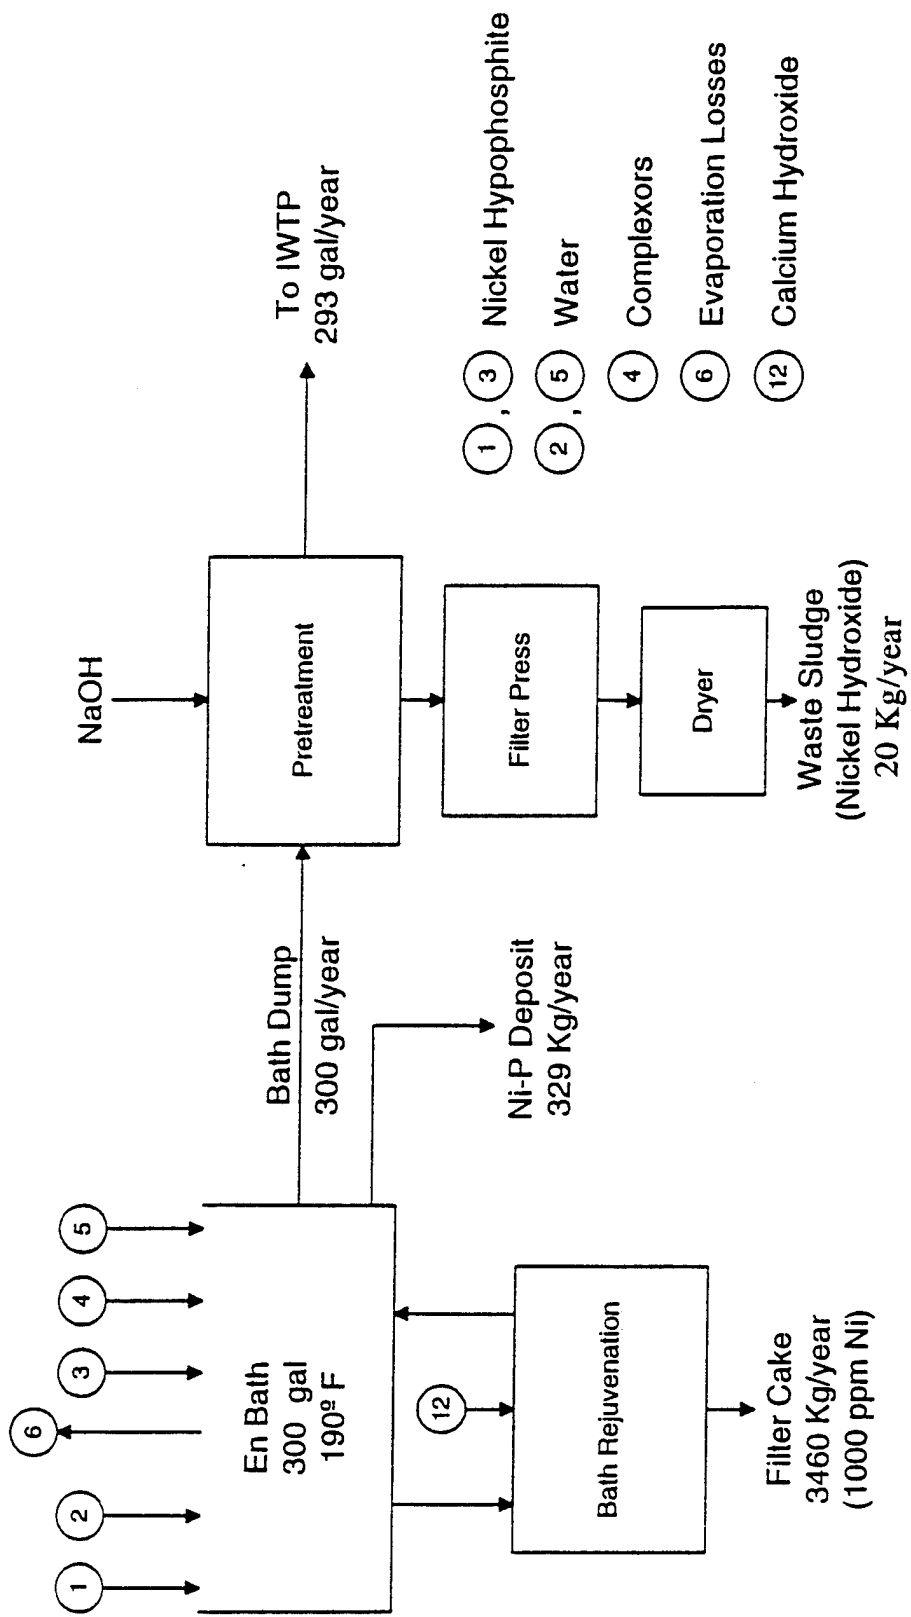 1
2
6
3
4
5
En Bath
300 gal
190º F
12
Bath Rejuvenation
Filter Cake
3460 Kg/year
(1000 ppm Ni)
Bath Dump
300 gal/year
Ni-P Deposit
329 Kg/year
NaOH
Pretreatment
To IWTP
293 gal/year
Filter Press
Dryer
Waste Sludge
(Nickel Hydroxide)
20 Kg/year
1 , 3 Nickel Hypophosphite
2 , 5 Water
4 Complexors
6 Evaporation Losses
12 Calcium Hydroxide